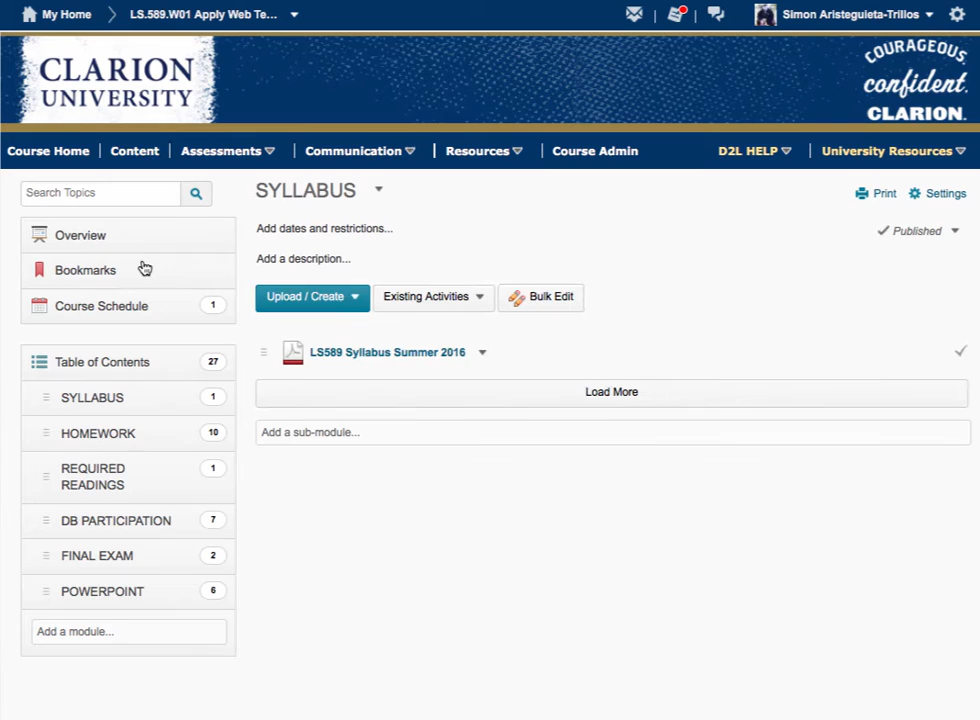 My Home
LS.589.W01 Apply Web Te...
Simon Aristeguieta-Trillos
CLARION
UNIVERSITY
COURAGEOUS.
confident.
CLARION.
Course Home
Content
Assessments
Communication
Resources
Course Admin
D2L HELP
University Resources
Search Topics
SYLLABUS
Print
Settings
Overview
Bookmarks
Course Schedule 1
Add dates and restrictions...
Published
Add a description...
Upload / Create
Existing Activities
Bulk Edit
LS589 Syllabus Summer 2016
Load More
Add a sub-module...
Table of Contents 27
SYLLABUS 1
HOMEWORK 10
REQUIRED 1
READINGS
DB PARTICIPATION 7
FINAL EXAM 2
POWERPOINT 6
Add a module...